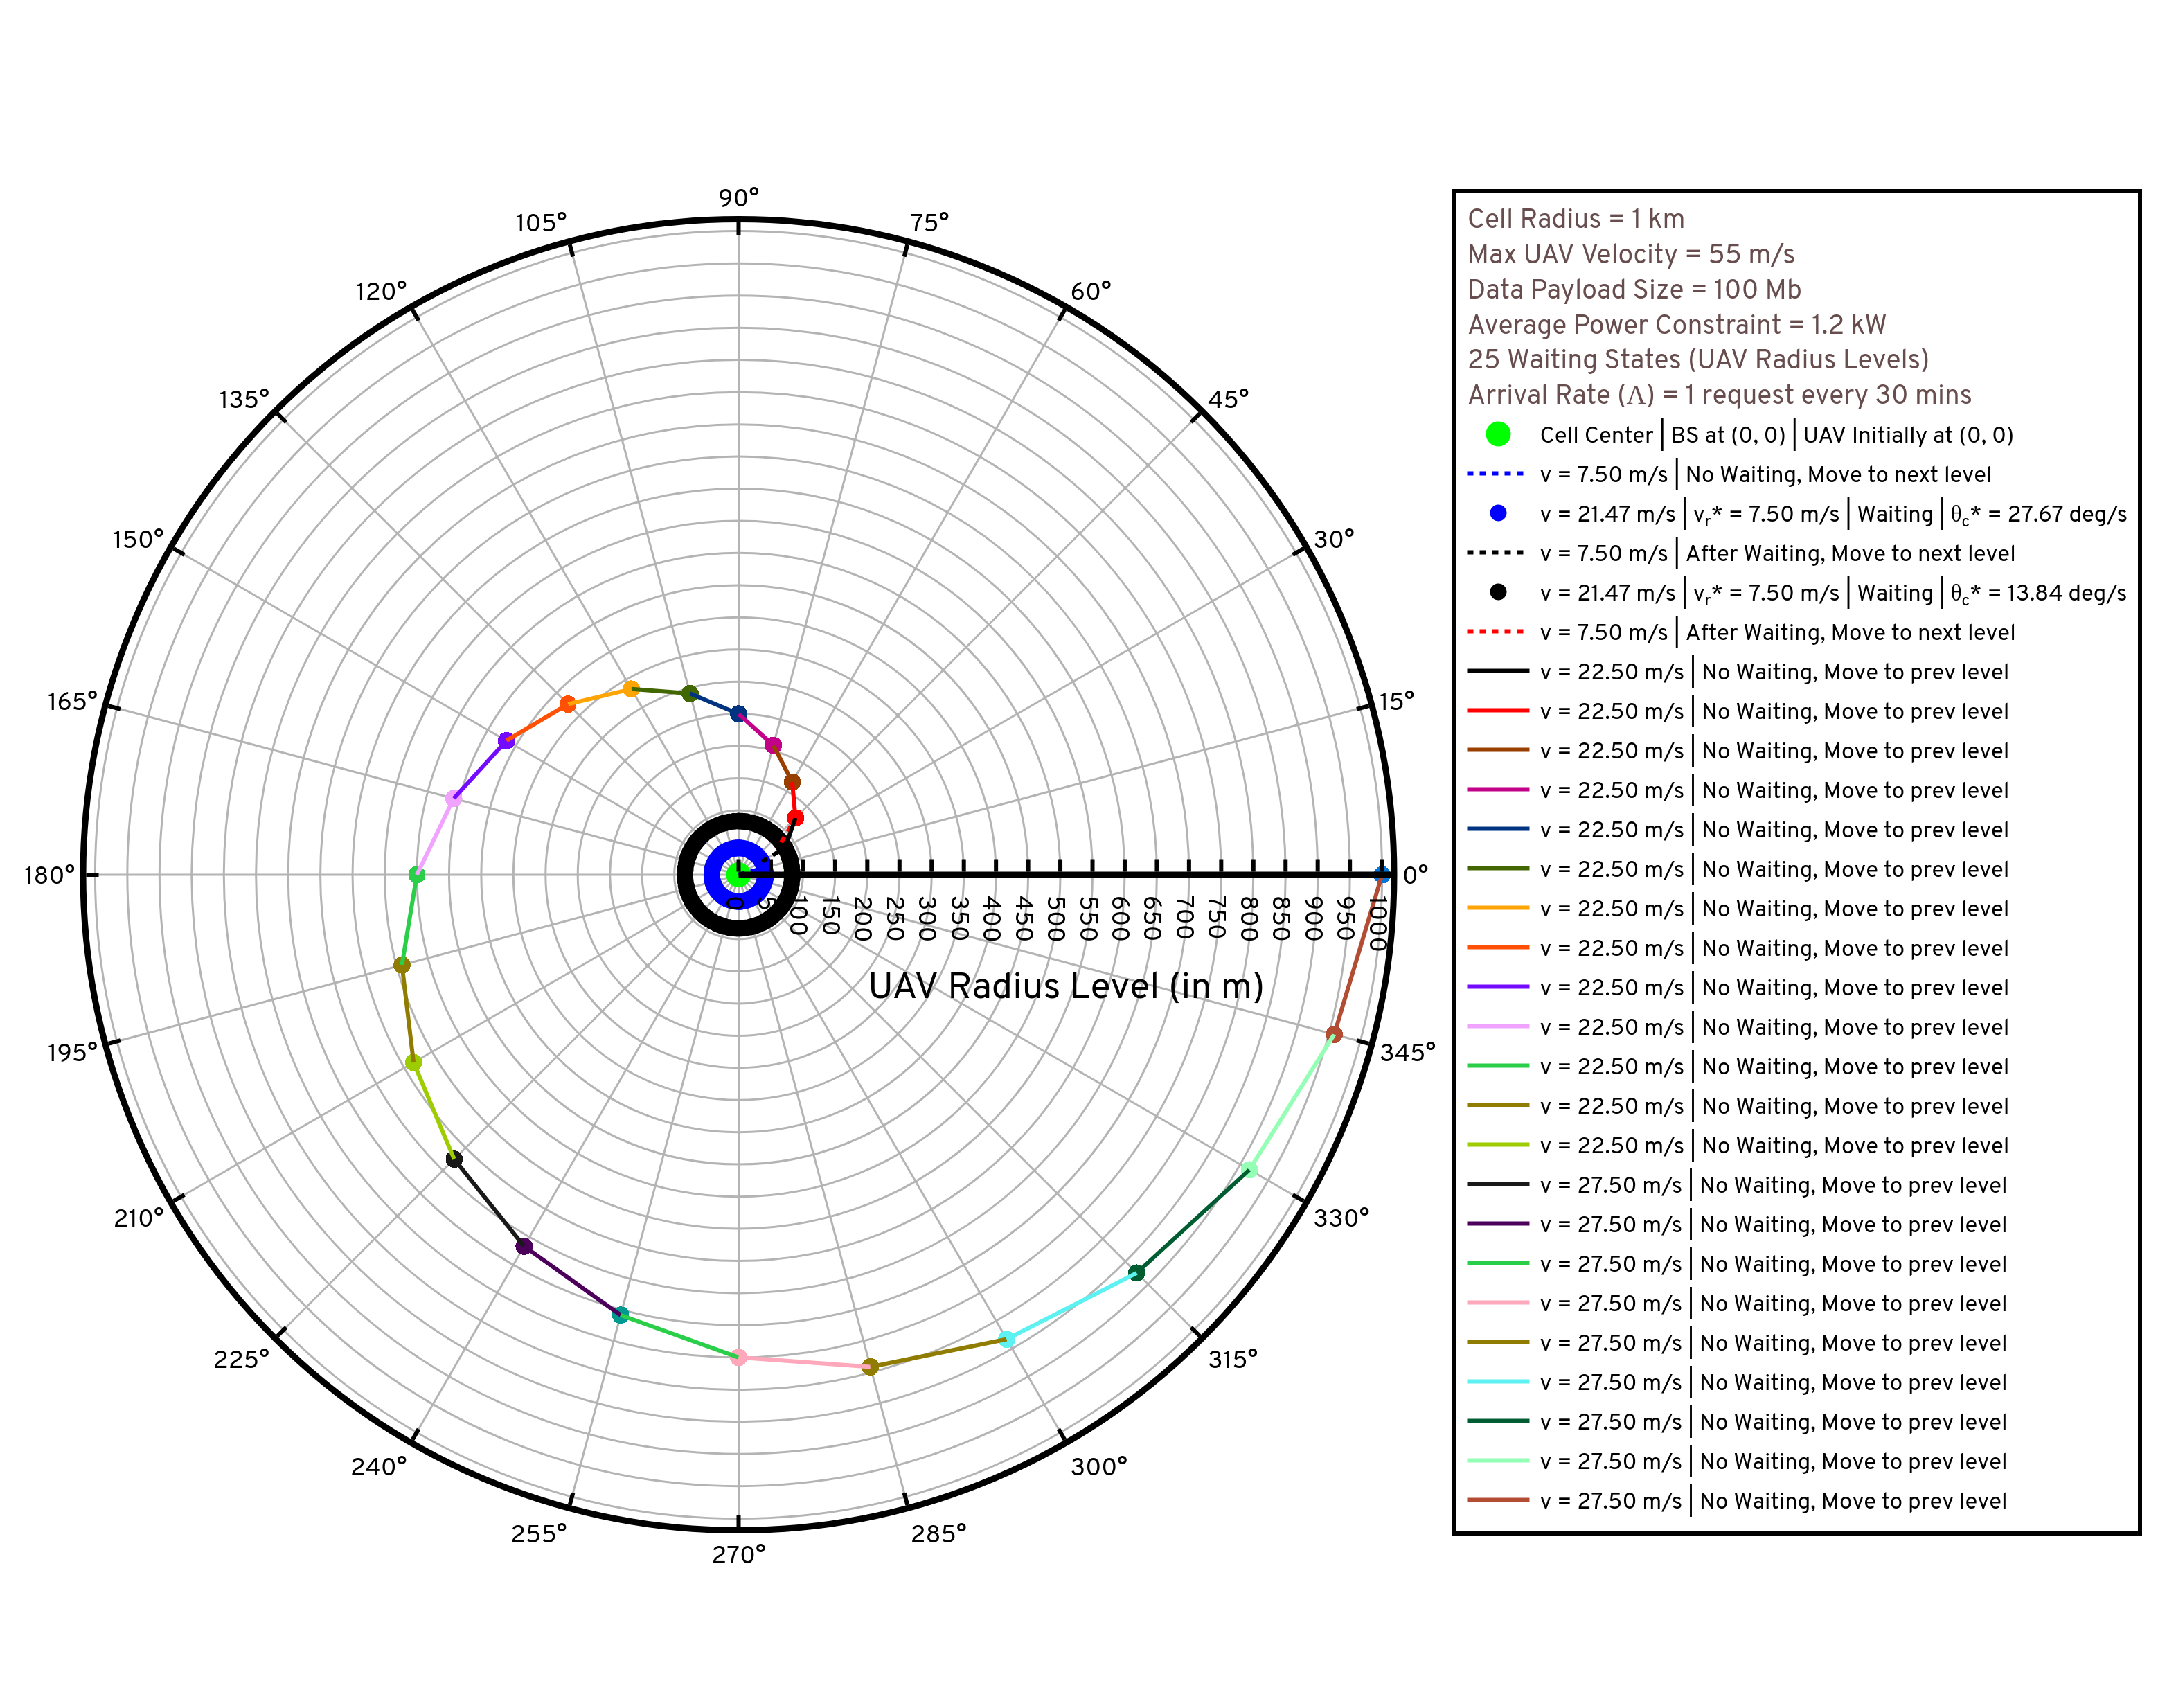 90°
105°
75°
120°
60°
135°
45°
150°
30°
165°
15°
180°
0°
0
50
100
150
200
250
300
350
400
450
500
550
600
650
700
750
800
850
900
950
1000
UAV Radius Level (in m)
195°
345°
210°
330°
225°
315°
240°
300°
255°
285°
270°
Cell Radius = 1 km
Max UAV Velocity = 55 m/s
Data Payload Size = 100 Mb
Average Power Constraint = 1.2 kW
25 Waiting States (UAV Radius Levels)
Arrival Rate (Λ) = 1 request every 30 mins
Cell Center | BS at (0, 0) | UAV Initially at (0, 0)
v = 7.50 m/s | No Waiting, Move to next level
v = 21.47 m/s | vᵣ* = 7.50 m/s | Waiting | θc* = 27.67 deg/s
v = 7.50 m/s | After Waiting, Move to next level
v = 21.47 m/s | vᵣ* = 7.50 m/s | Waiting | θc* = 13.84 deg/s
v = 7.50 m/s | After Waiting, Move to next level
v = 22.50 m/s | No Waiting, Move to prev level
v = 22.50 m/s | No Waiting, Move to prev level
v = 22.50 m/s | No Waiting, Move to prev level
v = 22.50 m/s | No Waiting, Move to prev level
v = 22.50 m/s | No Waiting, Move to prev level
v = 22.50 m/s | No Waiting, Move to prev level
v = 22.50 m/s | No Waiting, Move to prev level
v = 22.50 m/s | No Waiting, Move to prev level
v = 22.50 m/s | No Waiting, Move to prev level
v = 22.50 m/s | No Waiting, Move to prev level
v = 22.50 m/s | No Waiting, Move to prev level
v = 22.50 m/s | No Waiting, Move to prev level
v = 22.50 m/s | No Waiting, Move to prev level
v = 27.50 m/s | No Waiting, Move to prev level
v = 27.50 m/s | No Waiting, Move to prev level
v = 27.50 m/s | No Waiting, Move to prev level
v = 27.50 m/s | No Waiting, Move to prev level
v = 27.50 m/s | No Waiting, Move to prev level
v = 27.50 m/s | No Waiting, Move to prev level
v = 27.50 m/s | No Waiting, Move to prev level
v = 27.50 m/s | No Waiting, Move to prev level
v = 27.50 m/s | No Waiting, Move to prev level